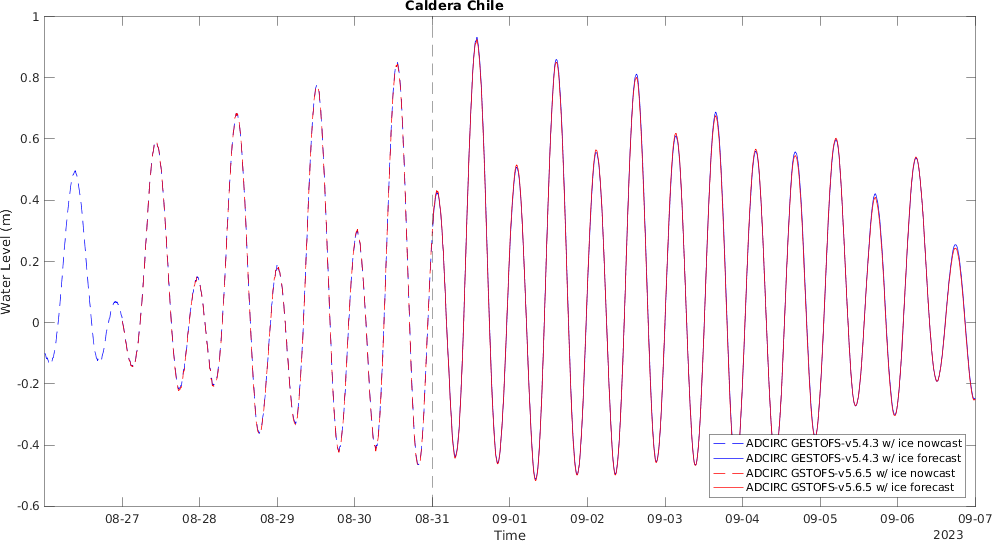 Caldera Chile
1
0.8
0.6
0.4
0.2
0
-0.2
-0.4
-0.6
Water Level (m)
ADCIRC GESTOFS-v5.4.3 w/ ice nowcast
ADCIRC GESTOFS-v5.4.3 w/ ice forecast
ADCIRC GSTOFS-v5.6.5 w/ ice nowcast
ADCIRC GSTOFS-v5.6.5 w/ ice forecast
08-27 08-28 08-29 08-30 08-31 09-01 09-02 09-03 09-04 09-05 09-06 09-07
Time
2023